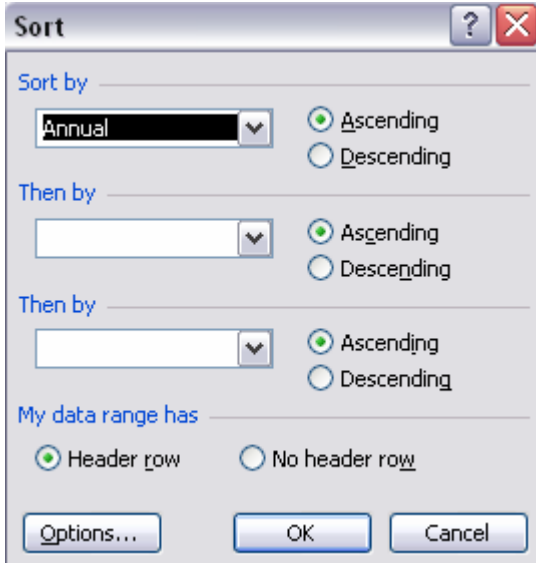 Sort
?
Sort by
Annual
Ascending
Descending
Then by
Ascending
Descending
Then by
Ascending
Descending
My data range has
Header row No header row
Options... OK Cancel